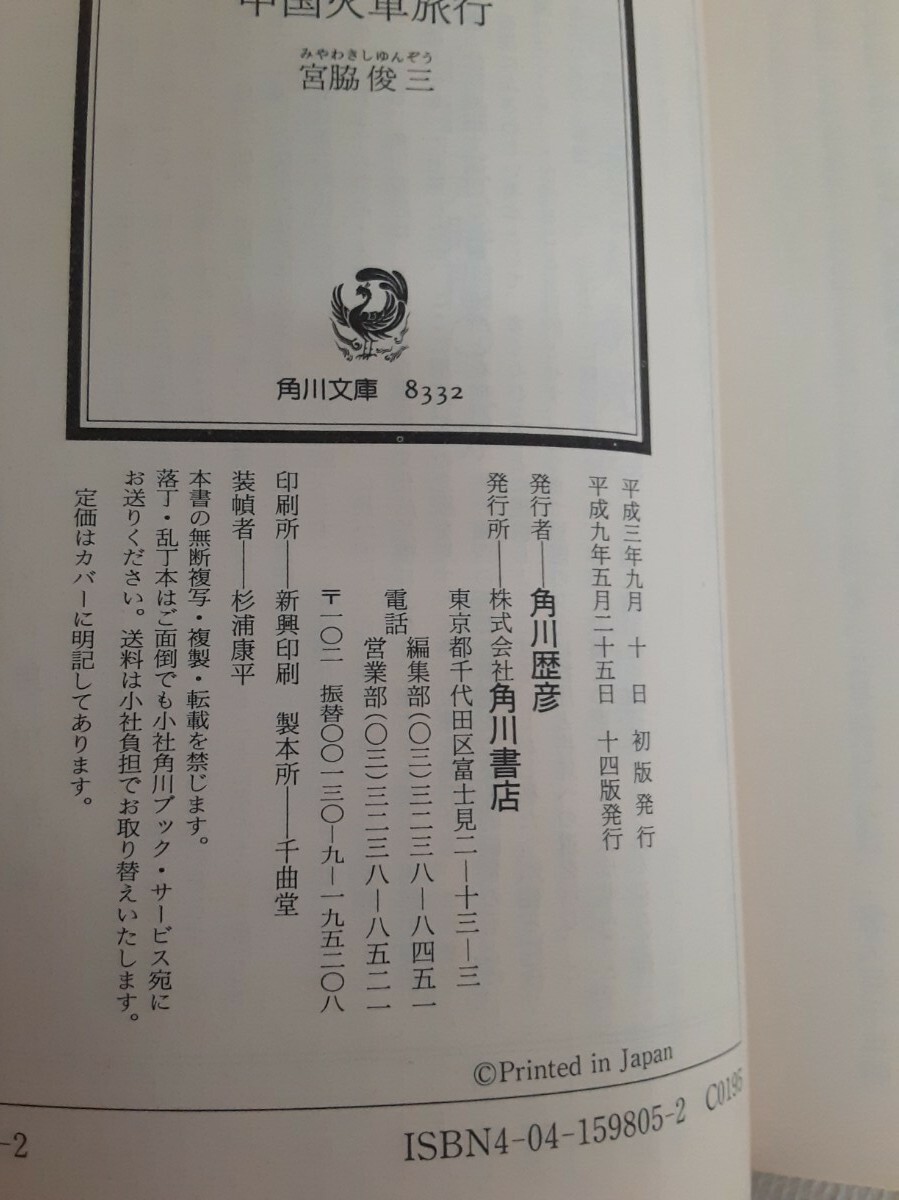 中国火車旅行
みやわきしゆんぞう
宮脇俊三
角川文庫 8332
平成三年九月 十 日 初版発行
平成九年五月二十五日 十四版発行
発行者――角川歴彦
発行所――株式会社角川書店
東京都千代田区富士見二―十三―三
電話 編集部(〇三)三二三八―八四五一
営業部(〇三)三二三八―八五二一
〒一〇二 振替〇〇一三〇―九―一九五二〇八
印刷所――新興印刷 製本所――千曲堂
装幀者――杉浦康平
本書の無断複写・複製・転載を禁じます。
落丁・乱丁本はご面倒でも小社角川ブック・サービス宛に
お送りください。送料は小社負担でお取り替えいたします。
定価はカバーに明記してあります。
©Printed in Japan
-2
ISBN4-04-159805-2 C0195